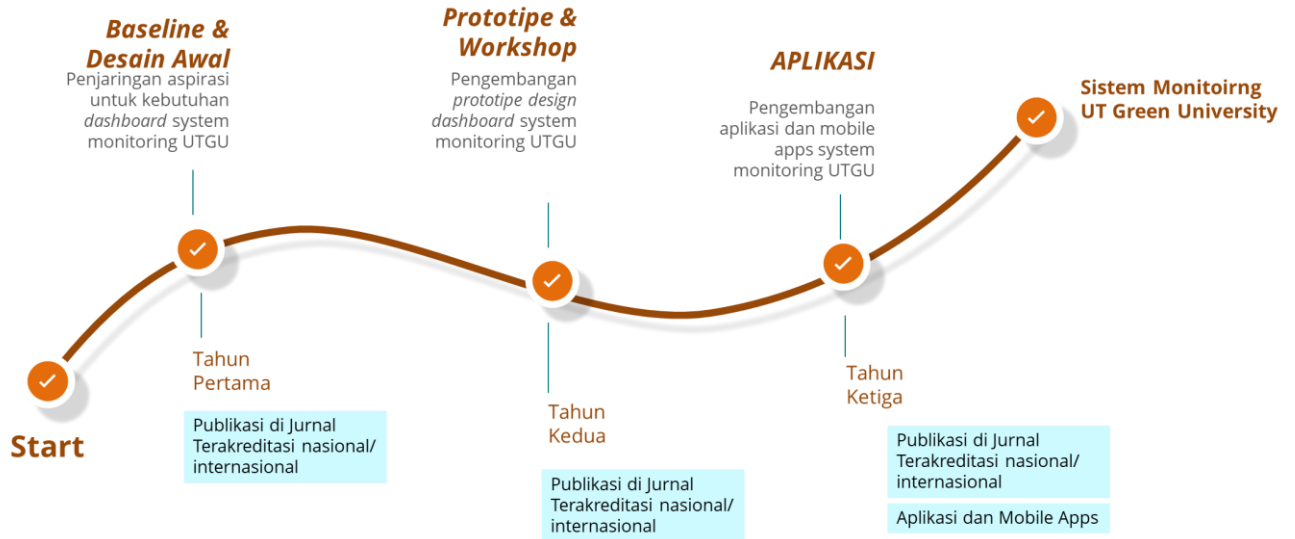 Baseline &
Desain Awal
Penjaringan aspirasi
untuk kebutuhan
dashboard system
monitoring UTGU
Prototipe &
Workshop
Pengembangan
prototipe design
dashboard system
monitoring UTGU
APLIKASI
Pengembangan
aplikasi dan mobile
apps system
monitoring UTGU
Sistem Monitoirng
UT Green University
Start
Tahun
Pertama
Publikasi di Jurnal
Terakreditasi nasional/
internasional
Tahun
Kedua
Publikasi di Jurnal
Terakreditasi nasional/
internasional
Tahun
Ketiga
Publikasi di Jurnal
Terakreditasi nasional/
internasional
Aplikasi dan Mobile Apps